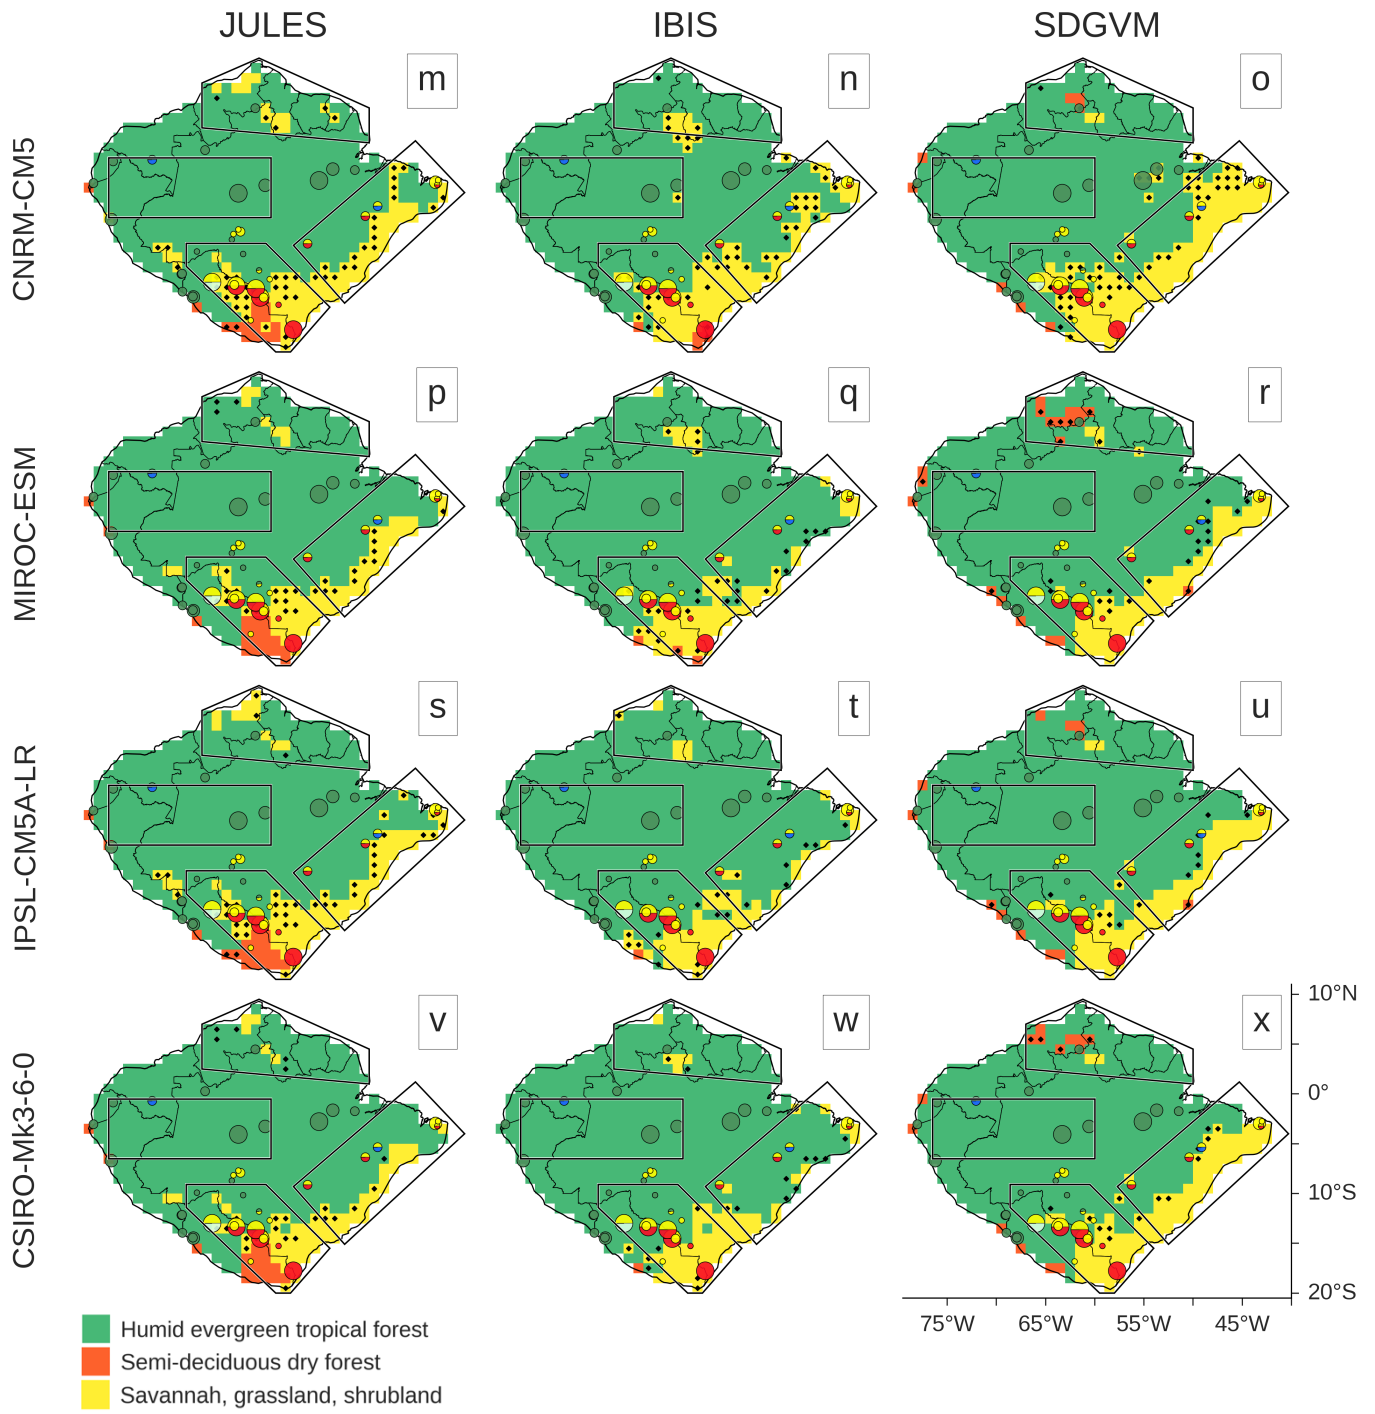 JULES IBIS SDGVM
CNRM-CM5
m n o
MIROC-ESM
p q r
IPSL-CM5A-LR
s t u
CSIRO-Mk3-6-0
v w x
10°N
0°
10°S
20°S
75°W 65°W 55°W 45°W
Humid evergreen tropical forest
Semi-deciduous dry forest
Savannah, grassland, shrubland